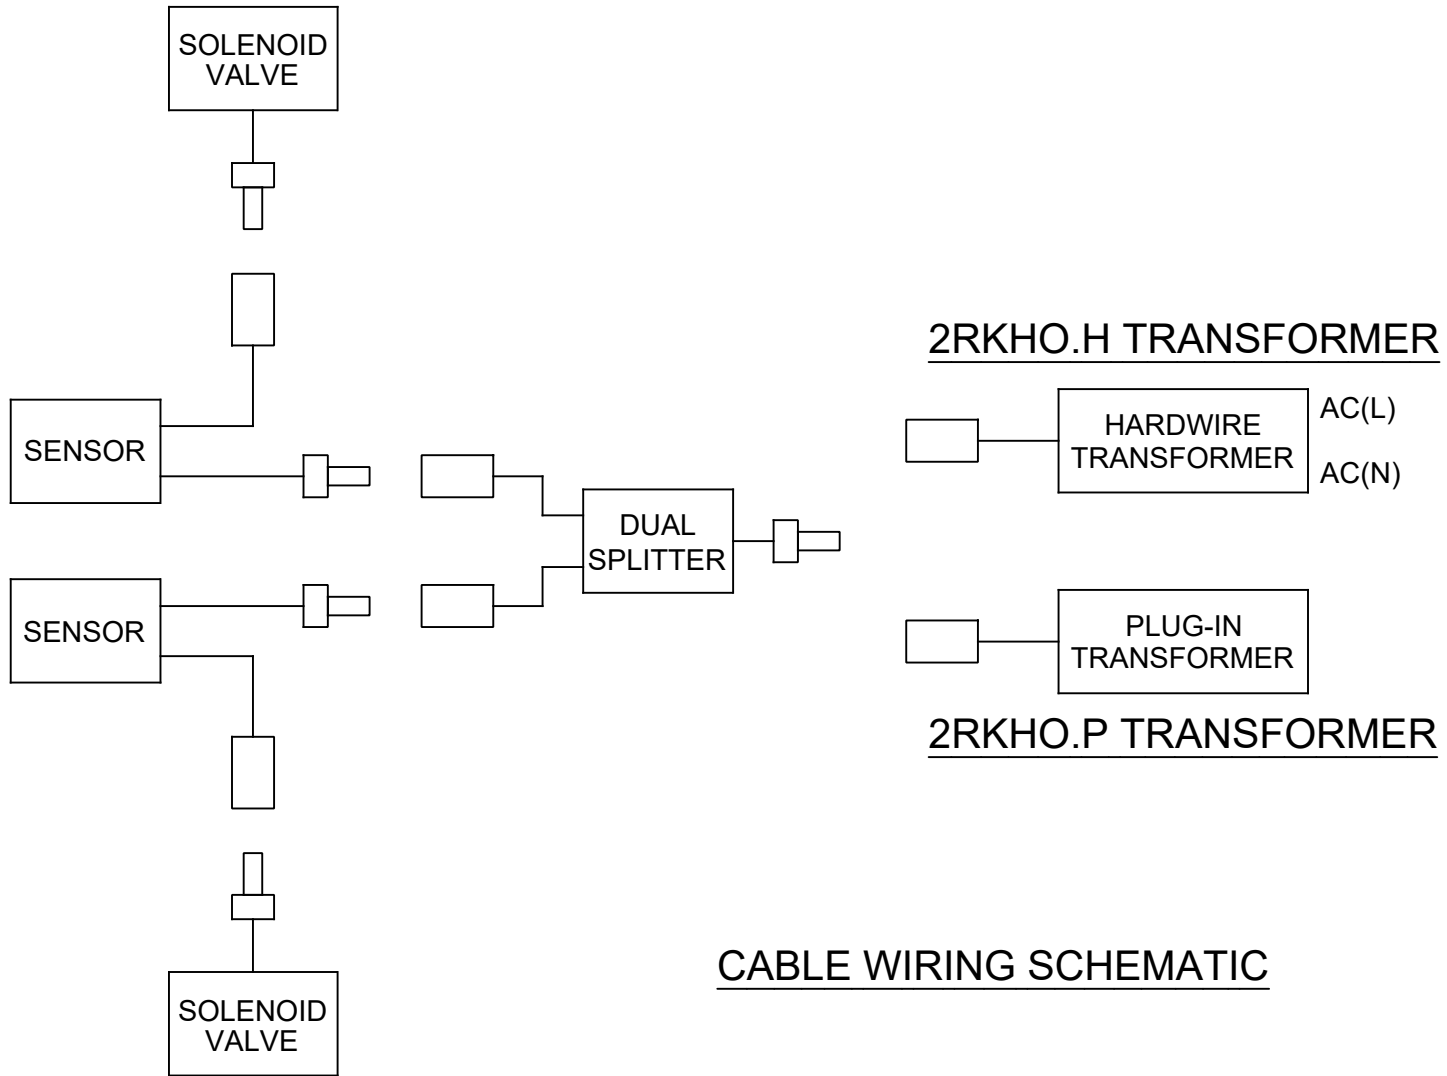 SOLENOID
VALVE
2RKHO.H TRANSFORMER
SENSOR
HARDWIRE
TRANSFORMER
AC(L)
AC(N)
DUAL
SPLITTER
SENSOR
PLUG-IN
TRANSFORMER
2RKHO.P TRANSFORMER
CABLE WIRING SCHEMATIC
SOLENOID
VALVE